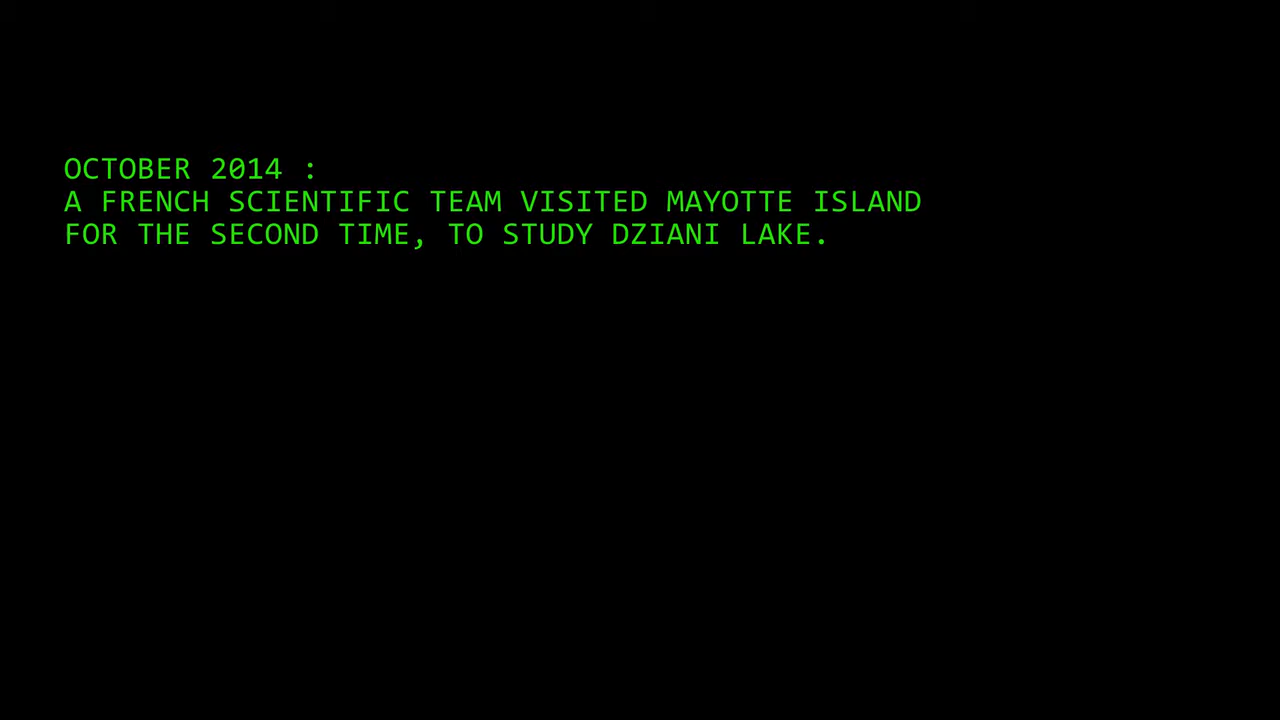 OCTOBER 2014 :
A FRENCH SCIENTIFIC TEAM VISITED MAYOTTE ISLAND
FOR THE SECOND TIME, TO STUDY DZIANI LAKE.